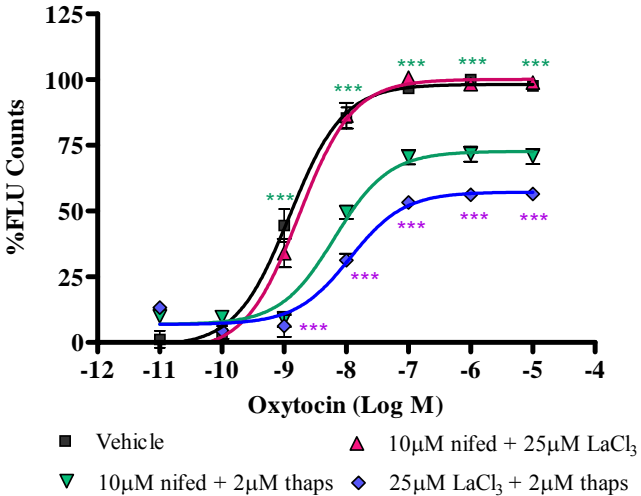 %FLU Counts
125
100
75
50
25
0
*** *** *** *** ***
*** *** *** *** ***
-12 -11 -10 -9 -8 -7 -6 -5 -4
Oxytocin (Log M)
Vehicle
10μM nifed + 25μM LaCl₃
10μM nifed + 2μM thaps
25μM LaCl₃ + 2μM thaps